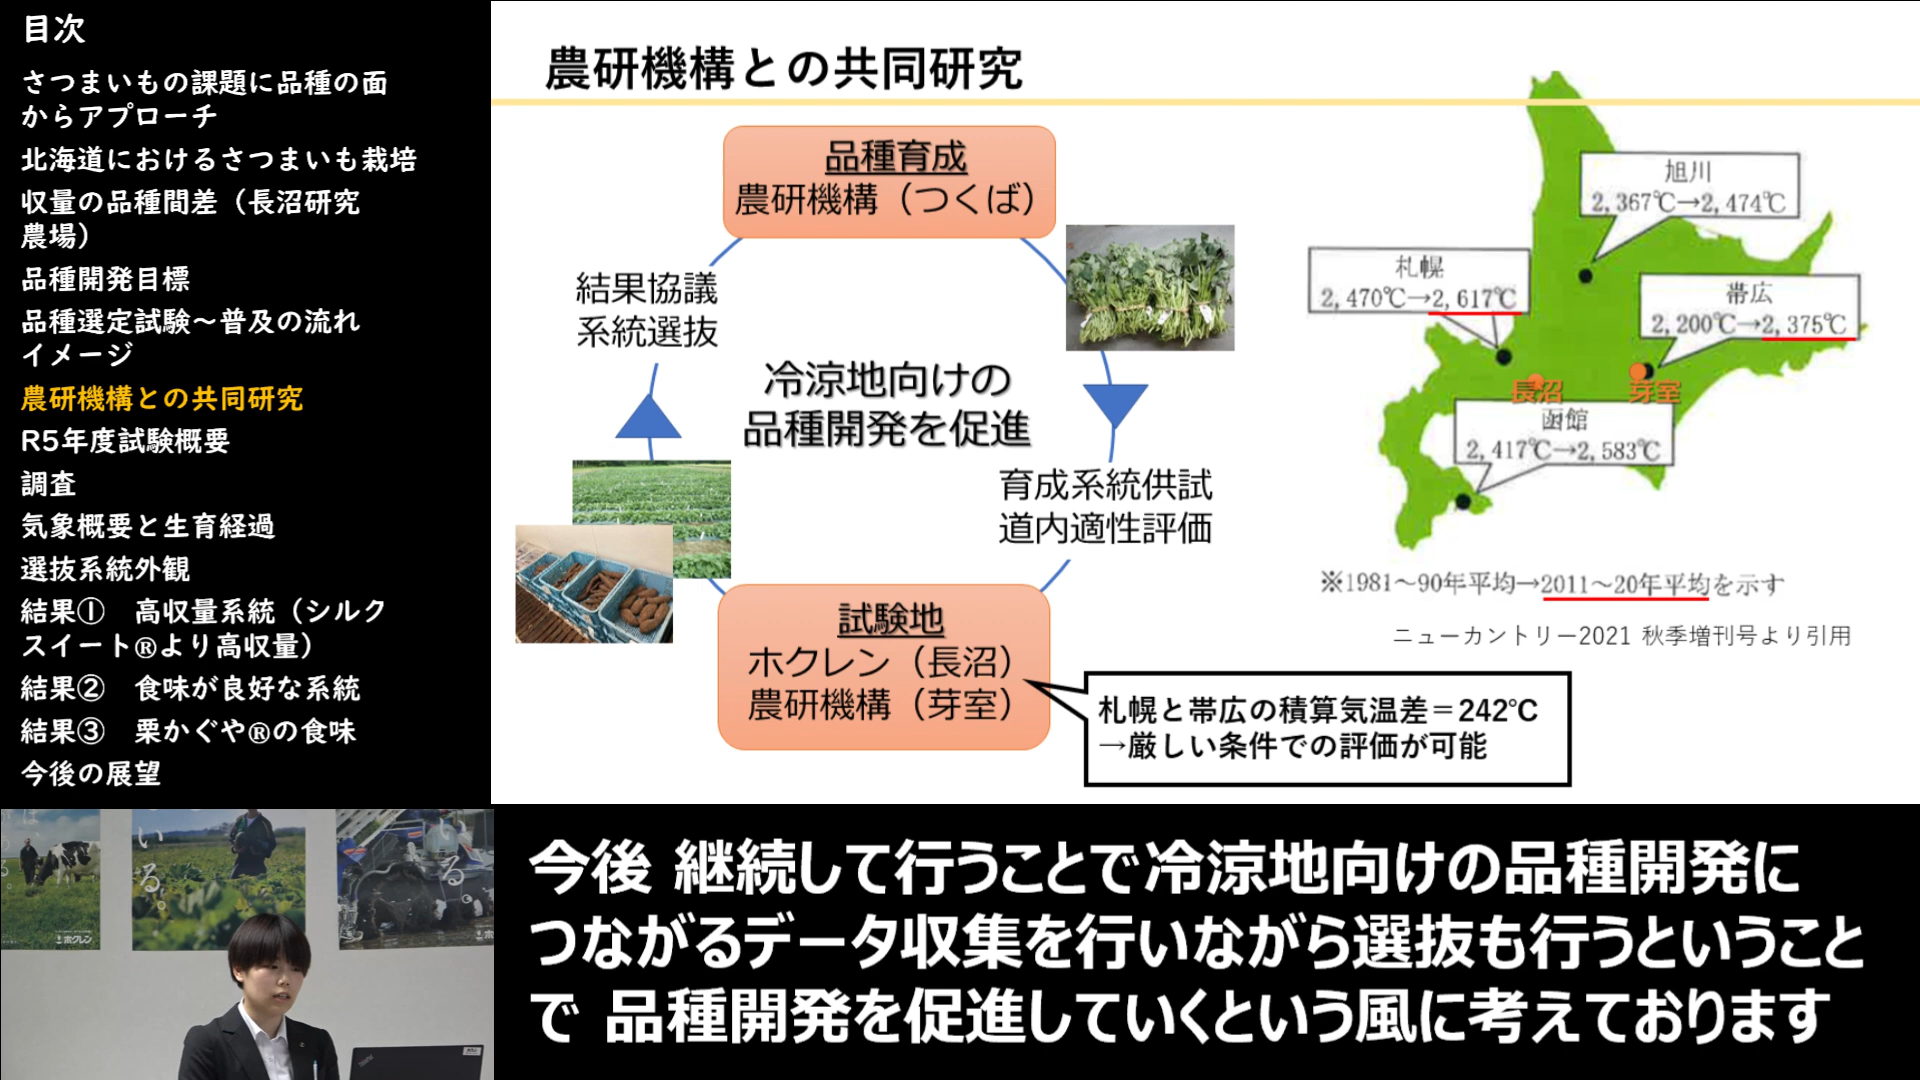 目次
さつまいもの課題に品種の面
からアプローチ
北海道におけるさつまいも栽培
収量の品種間差（長沼研究
農場）
品種開発目標
品種選定試験～普及の流れ
イメージ
農研機構との共同研究
R5年度試験概要
調査
気象概要と生育経過
選抜系統外観
結果①　高収量系統（シルク
スイート®より高収量）
結果②　食味が良好な系統
結果③　栗かぐや®の食味
今後の展望
農研機構との共同研究
品種育成
農研機構（つくば）
結果協議
系統選抜
冷涼地向けの
品種開発を促進
育成系統供試
道内適性評価
試験地
ホクレン（長沼）
農研機構（芽室）
札幌と帯広の積算気温差＝242℃
→厳しい条件での評価が可能
旭川
2,367℃→2,474℃
札幌
2,470℃→2,617℃
帯広
2,200℃→2,375℃
長沼
芽室
函館
2,417℃→2,583℃
※1981～90年平均→2011～20年平均を示す
ニューカントリー2021 秋季増刊号より引用
いる。
る。
ホクレン
今後 継続して行うことで冷涼地向けの品種開発に
つながるデータ収集を行いながら選抜も行うということ
で 品種開発を促進していくという風に考えております